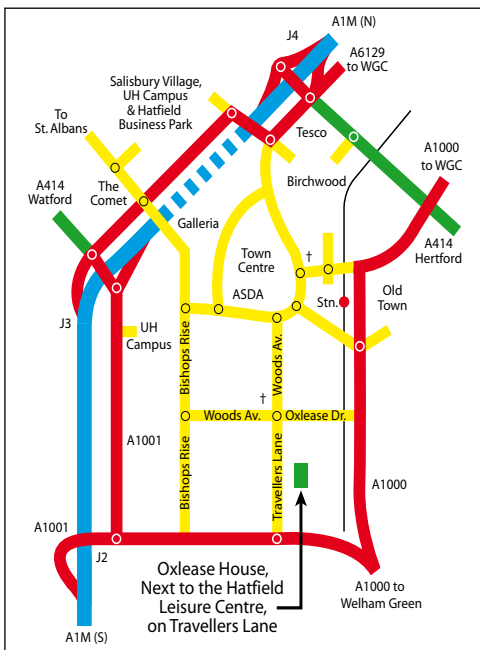 A1M (N)
J4
A6129
to WGC
Salisbury Village,
UH Campus
& Hatfield
Business Park
To
St. Albans
Tesco
A1000
to WGC
The
Comet
Birchwood
A414
Watford
Galleria
Town
Centre
†
A414
Hertford
ASDA
Stn.
Old
Town
J3
UH
Campus
Bishops Rise
Woods Av.
†
Woods Av.
Oxlease Dr.
A1001
Bishops Rise
Travellers Lane
A1000
A1001
J2
Oxlease House,
Next to the Hatfield
Leisure Centre,
on Travellers Lane
A1000 to
Welham Green
A1M (S)